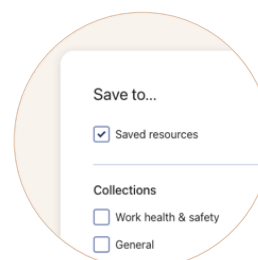 Save to...
Saved resources
Collections
Work health & safety
General